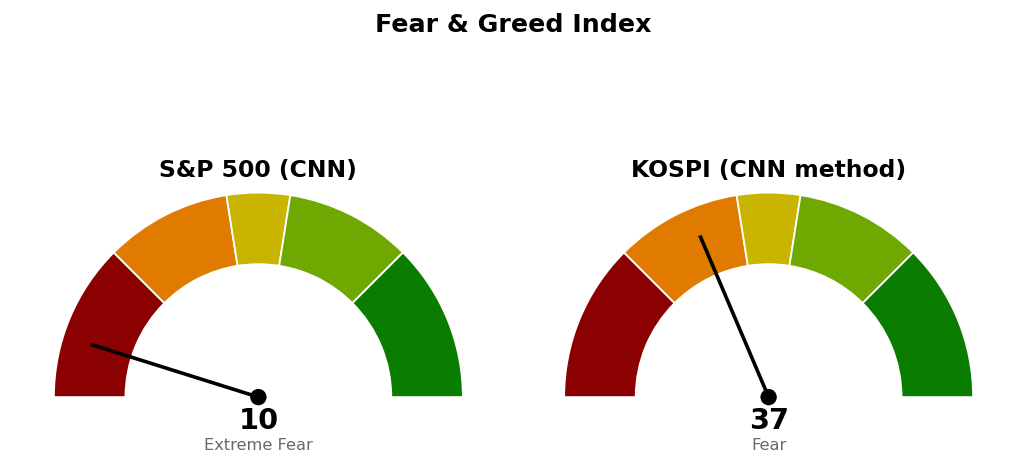 Fear & Greed Index
S&P 500 (CNN)
KOSPI (CNN method)
10
Extreme Fear
37
Fear